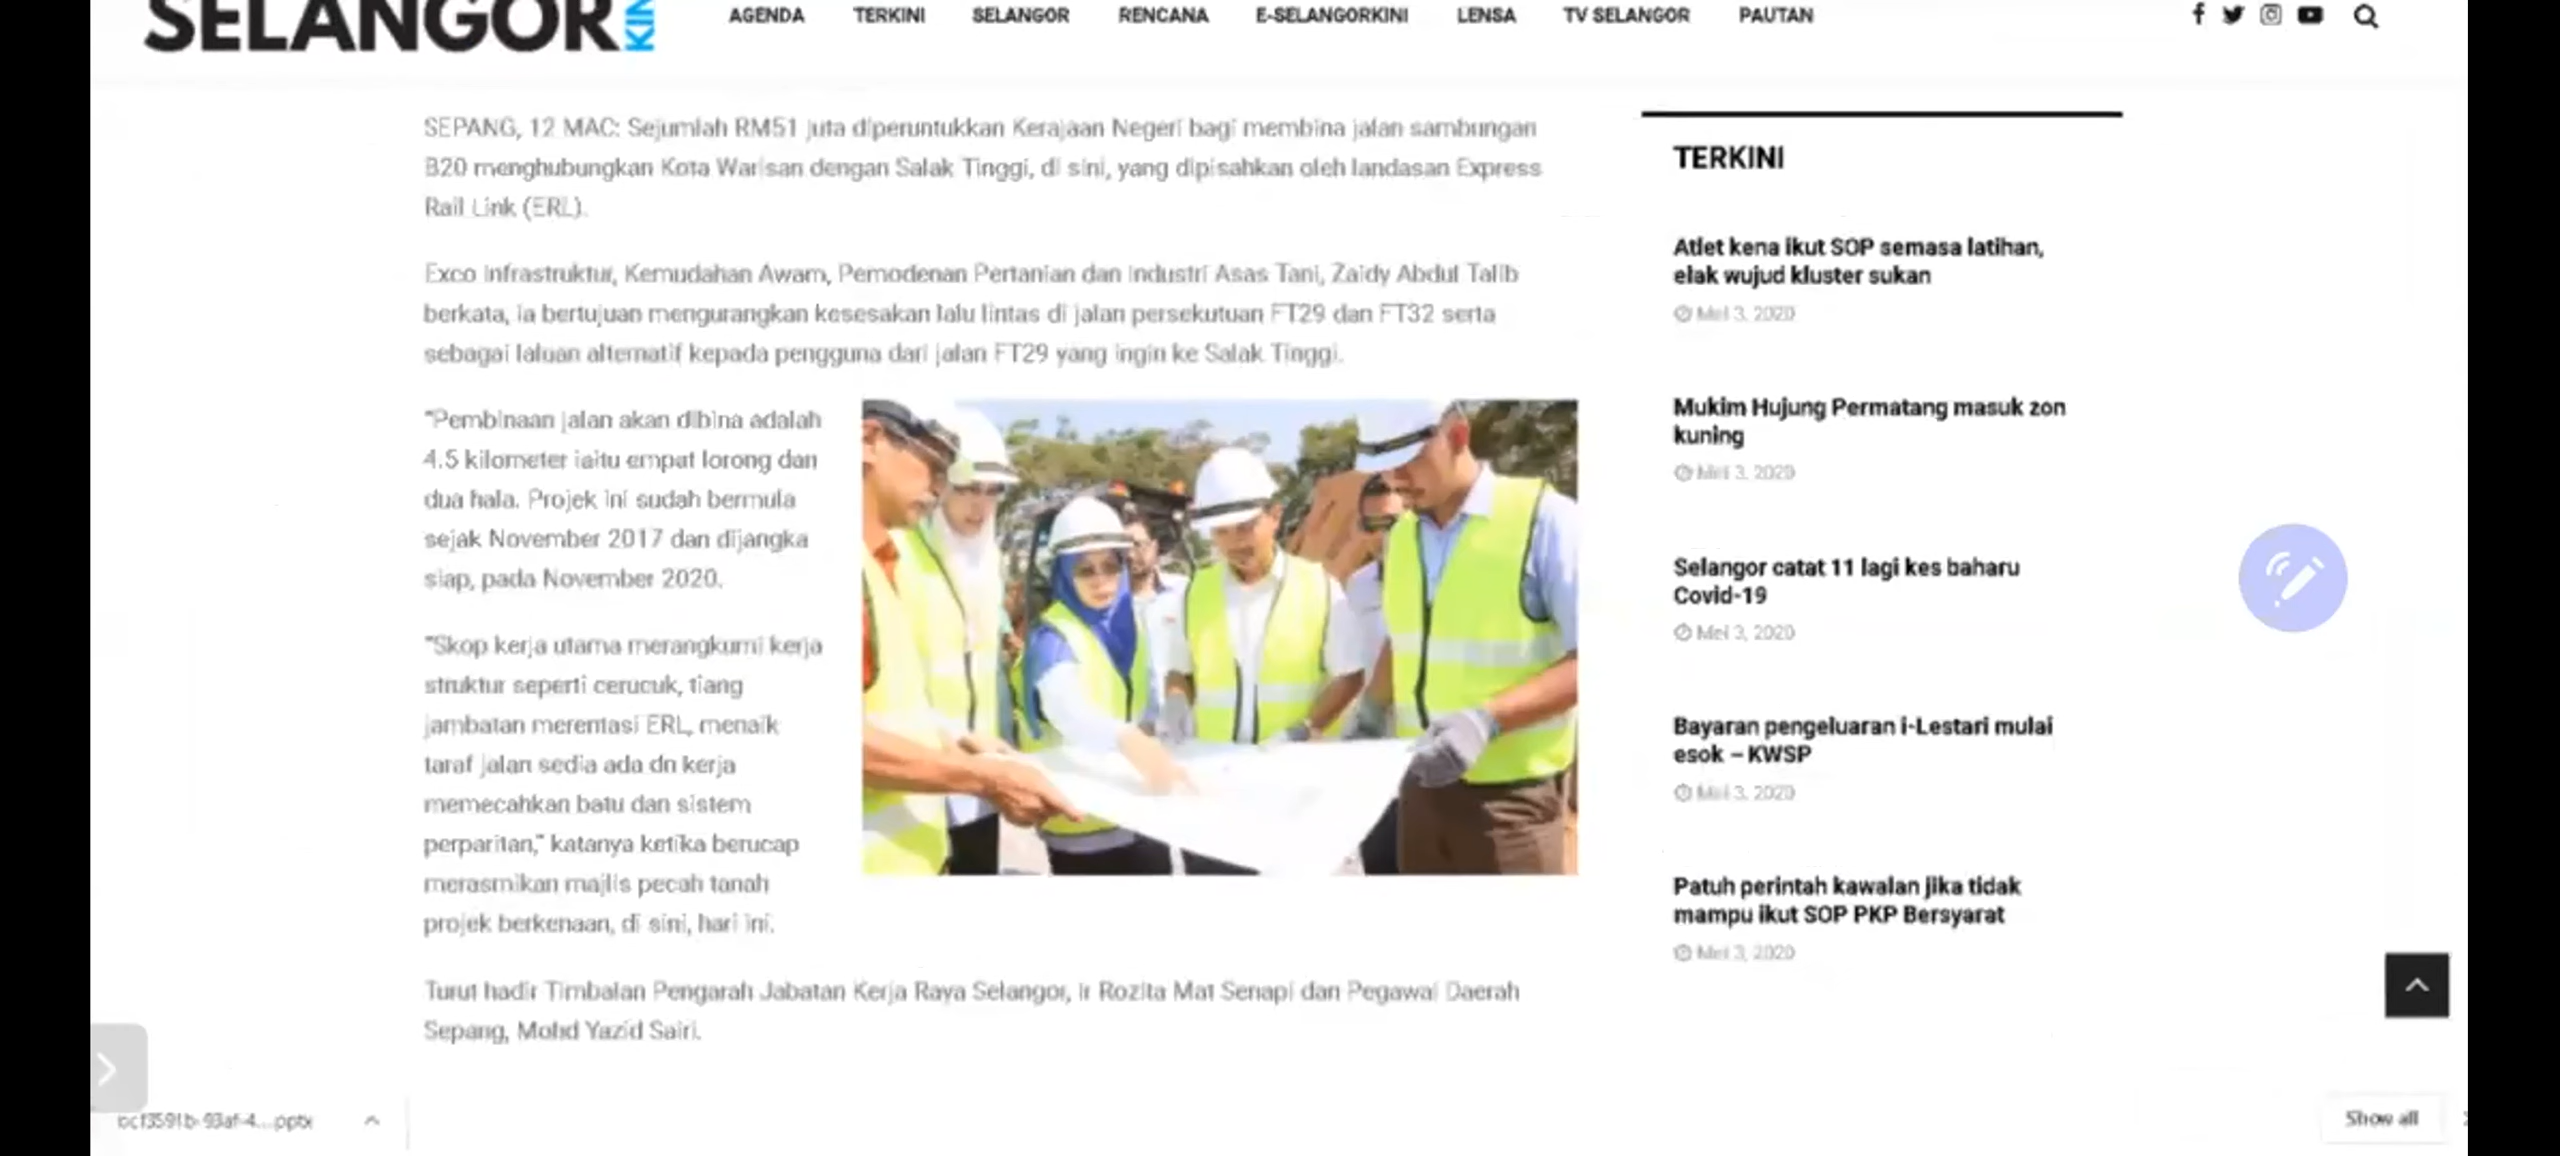 SELANGOR KINI
AGENDA TERKINI SELANGOR RENCANA E-SELANGORKINI LENSA TV SELANGOR PAUTAN
SEPANG, 12 MAC: Sejumlah RM51 juta diperuntukkan Kerajaan Negeri bagi membina jalan sambungan
B20 menghubungkan Kota Warisan dengan Salak Tinggi, di sini, yang dipisahkan oleh landasan Express
Rail Link (ERL).
Exco Infrastruktur, Kemudahan Awam, Pemodenan Pertanian dan Industri Asas Tani, Zaidy Abdul Talib
berkata, ia bertujuan mengurangkan kesesakan lalu lintas di jalan persekutuan FT29 dan FT32 serta
sebagai laluan alternatif kepada pengguna dari jalan FT29 yang ingin ke Salak Tinggi.
"Pembinaan jalan akan dibina adalah
4.5 kilometer iaitu empat lorong dan
dua hala. Projek ini sudah bermula
sejak November 2017 dan dijangka
siap, pada November 2020.
"Skop kerja utama merangkumi kerja
struktur seperti cerucuk, tiang
jambatan merentasi ERL, menaik
taraf jalan sedia ada dn kerja
memecahkan batu dan sistem
perparitan," katanya ketika berucap
merasmikan majlis pecah tanah
projek berkenaan, di sini, hari ini.
Turut hadir Timbalan Pengarah Jabatan Kerja Raya Selangor, Ir Rozita Mat Senapi dan Pegawai Daerah
Sepang, Mohd Yazid Sairi.
TERKINI
Atlet kena ikut SOP semasa latihan,
elak wujud kluster sukan
Mei 3, 2020
Mukim Hujung Permatang masuk zon
kuning
Mei 3, 2020
Selangor catat 11 lagi kes baharu
Covid-19
Mei 3, 2020
Bayaran pengeluaran i-Lestari mulai
esok – KWSP
Mei 3, 2020
Patuh perintah kawalan jika tidak
mampu ikut SOP PKP Bersyarat
Mei 3, 2020
Show all